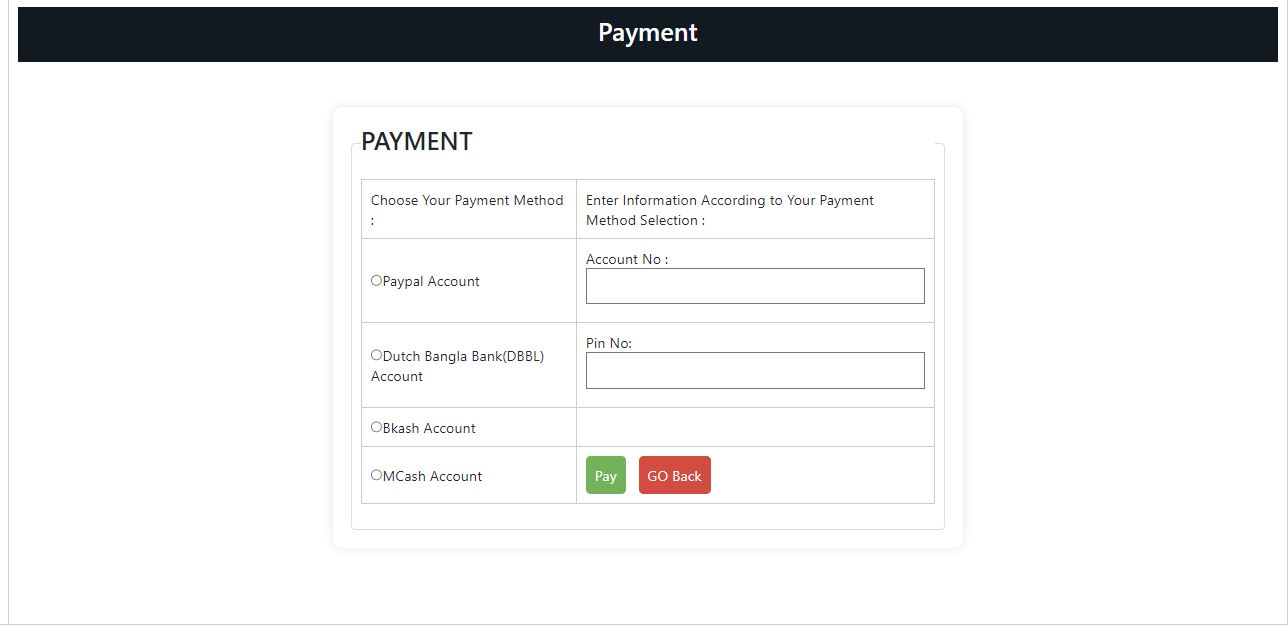 Payment
PAYMENT
Choose Your Payment Method
:
Enter Information According to Your Payment
Method Selection :
Paypal Account
Account No :
Dutch Bangla Bank(DBBL)
Account
Pin No:
Bkash Account
MCash Account
Pay
GO Back